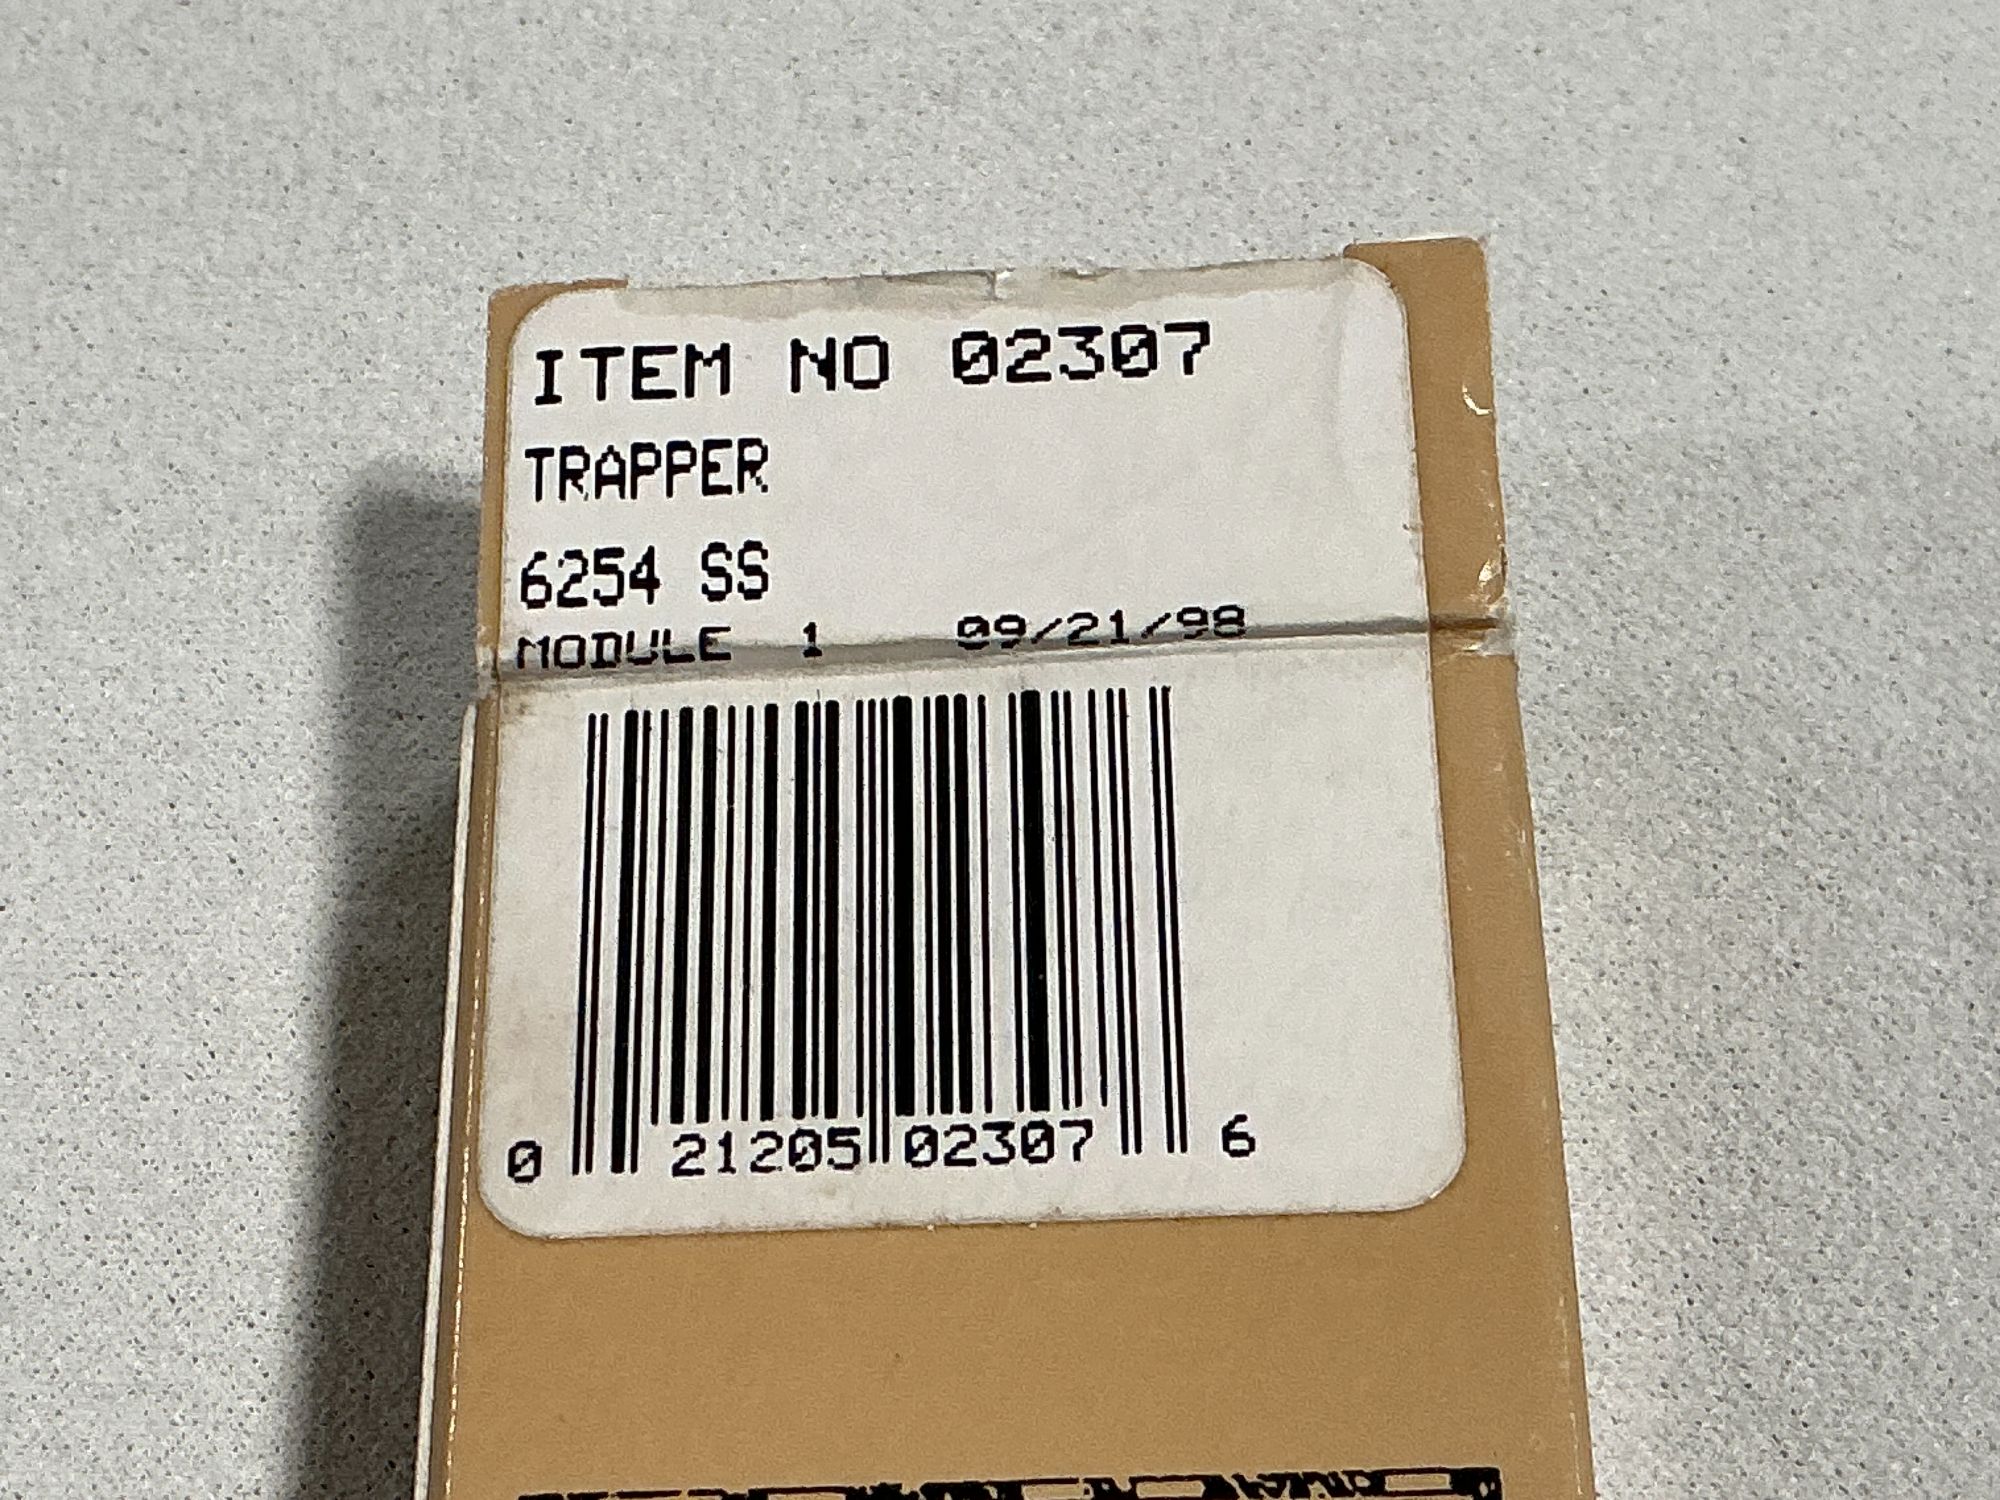 ITEM NO 02307
TRAPPER
6254 SS
MODULE 1 09/21/98
0 21205 02307 6